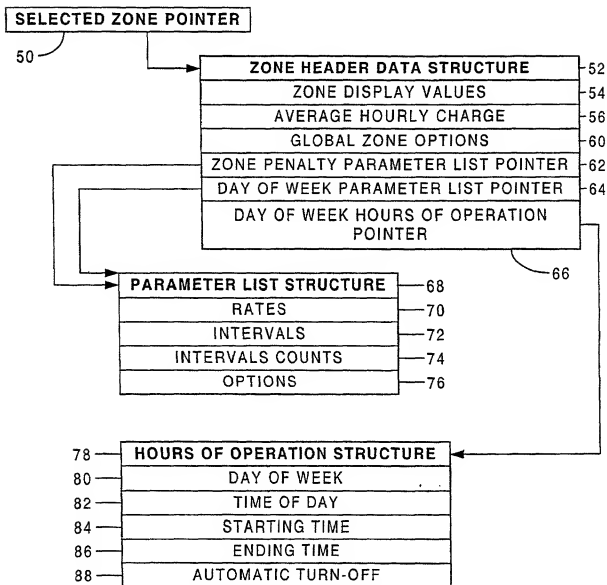 SELECTED ZONE POINTER
50
ZONE HEADER DATA STRUCTURE 52
ZONE DISPLAY VALUES 54
AVERAGE HOURLY CHARGE 56
GLOBAL ZONE OPTIONS 60
ZONE PENALTY PARAMETER LIST POINTER 62
DAY OF WEEK PARAMETER LIST POINTER 64
DAY OF WEEK HOURS OF OPERATION
POINTER
66
PARAMETER LIST STRUCTURE 68
RATES 70
INTERVALS 72
INTERVALS COUNTS 74
OPTIONS 76
78 HOURS OF OPERATION STRUCTURE
80 DAY OF WEEK
82 TIME OF DAY
84 STARTING TIME
86 ENDING TIME
88 AUTOMATIC TURN-OFF